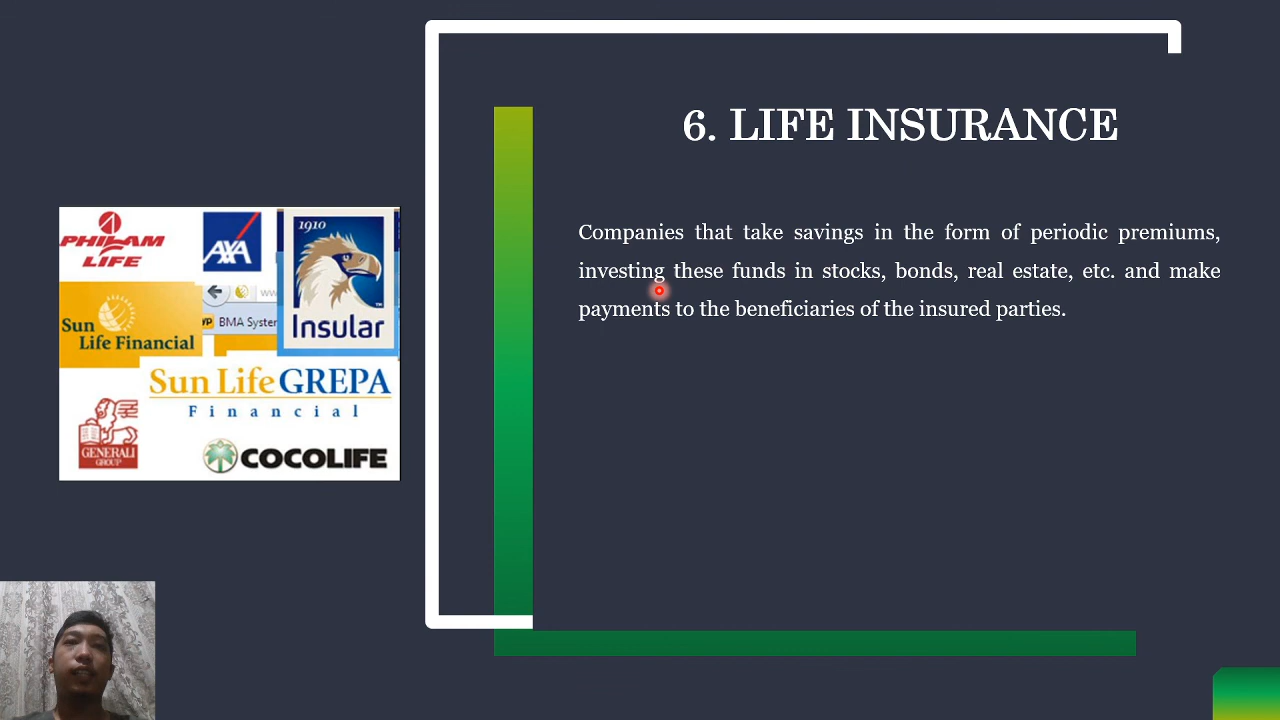 6. LIFE INSURANCE
Companies that take savings in the form of periodic premiums,
investing these funds in stocks, bonds, real estate, etc. and make
payments to the beneficiaries of the insured parties.
PHILAM
LIFE
AXA
1910
Insular
Sun
Life Financial
BMA System
Sun Life GREPA
Financial
GENERALI
GROUP
COCOLIFE